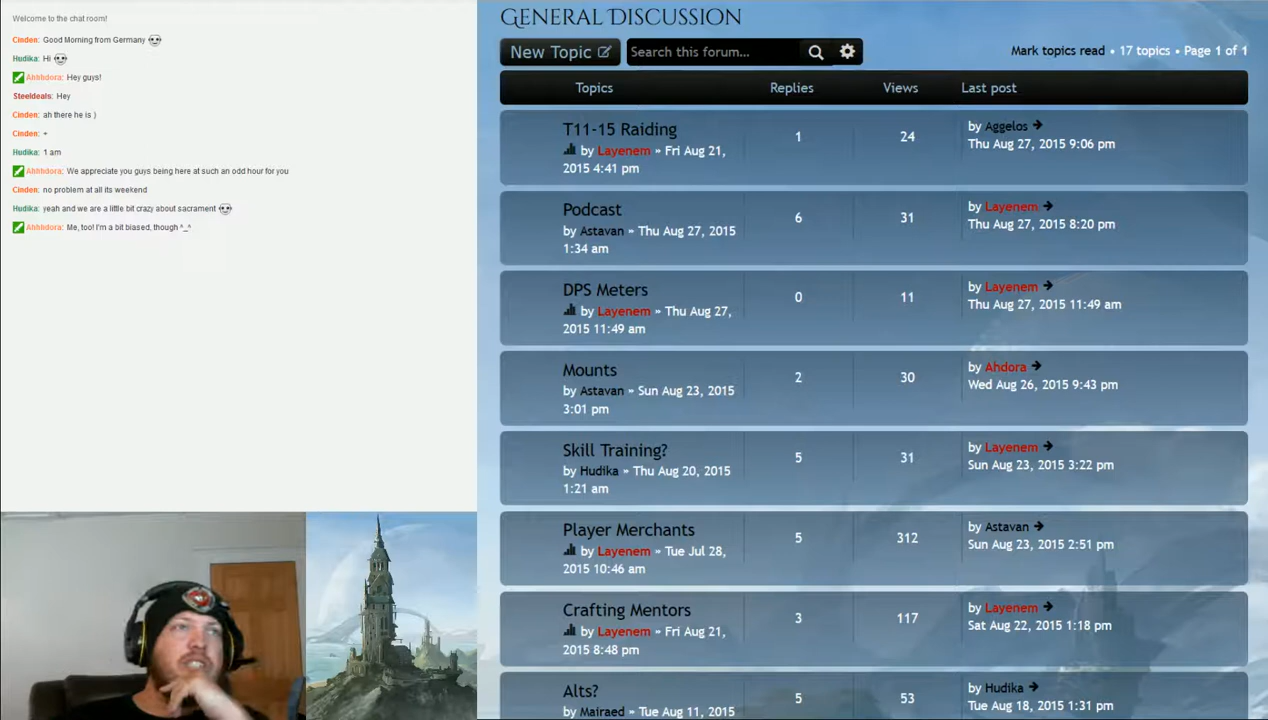 Welcome to the chat room!
Cinden: Good Morning from Germany
Hudika: Hi
Ahhhdora: Hey guys!
Steeldeals: Hey
Cinden: ah there he is )
Cinden: +
Hudika: 1 am
Ahhhdora: We appreciate you guys being here at such an odd hour for you
Cinden: no problem at all its weekend
Hudika: yeah and we are a little bit crazy about sacrament
Ahhhdora: Me, too! I'm a bit biased, though ^_^
GENERAL DISCUSSION
New Topic
Search this forum...
Mark topics read • 17 topics • Page 1 of 1
Topics Replies Views Last post
T11-15 Raiding
by Layenem » Fri Aug 21,
2015 4:41 pm
1
24
by Aggelos
Thu Aug 27, 2015 9:06 pm
Podcast
by Astavan » Thu Aug 27, 2015
1:34 am
6
31
by Layenem
Thu Aug 27, 2015 8:20 pm
DPS Meters
by Layenem » Thu Aug 27,
2015 11:49 am
0
11
by Layenem
Thu Aug 27, 2015 11:49 am
Mounts
by Astavan » Sun Aug 23, 2015
3:01 pm
2
30
by Ahdora
Wed Aug 26, 2015 9:43 pm
Skill Training?
by Hudika » Thu Aug 20, 2015
1:21 am
5
31
by Layenem
Sun Aug 23, 2015 3:22 pm
Player Merchants
by Layenem » Tue Jul 28,
2015 10:46 am
5
312
by Astavan
Sun Aug 23, 2015 2:51 pm
Crafting Mentors
by Layenem » Fri Aug 21,
2015 8:48 pm
3
117
by Layenem
Sat Aug 22, 2015 1:18 pm
Alts?
by Mairaed » Tue Aug 11, 2015
5
53
by Hudika
Tue Aug 18, 2015 1:31 pm